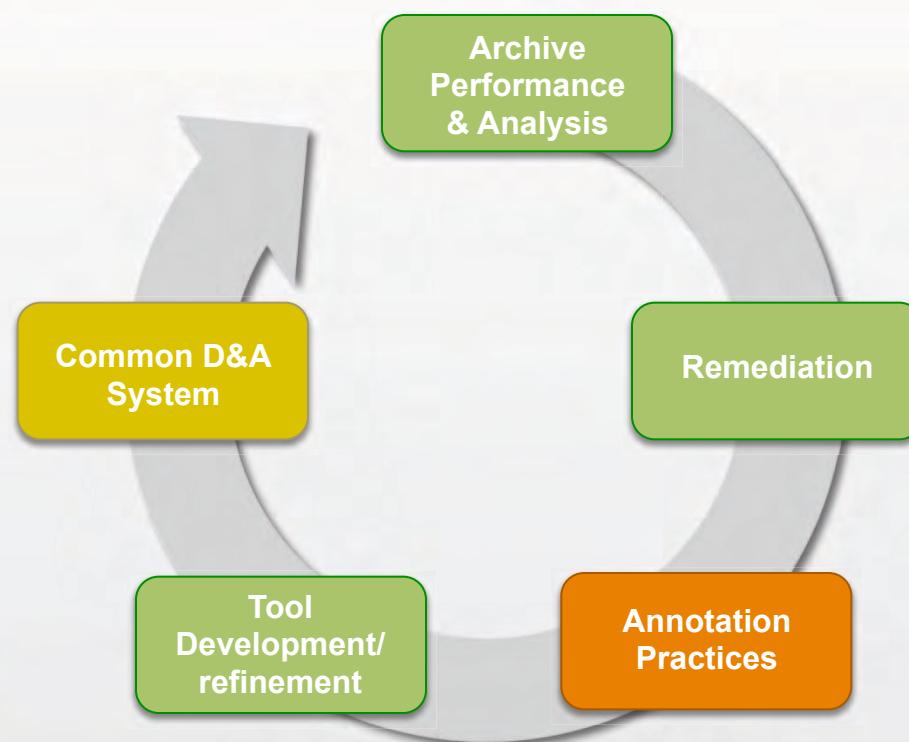 Archive
Performance
& Analysis
Common D&A
System
Remediation
Tool
Development/
refinement
Annotation
Practices